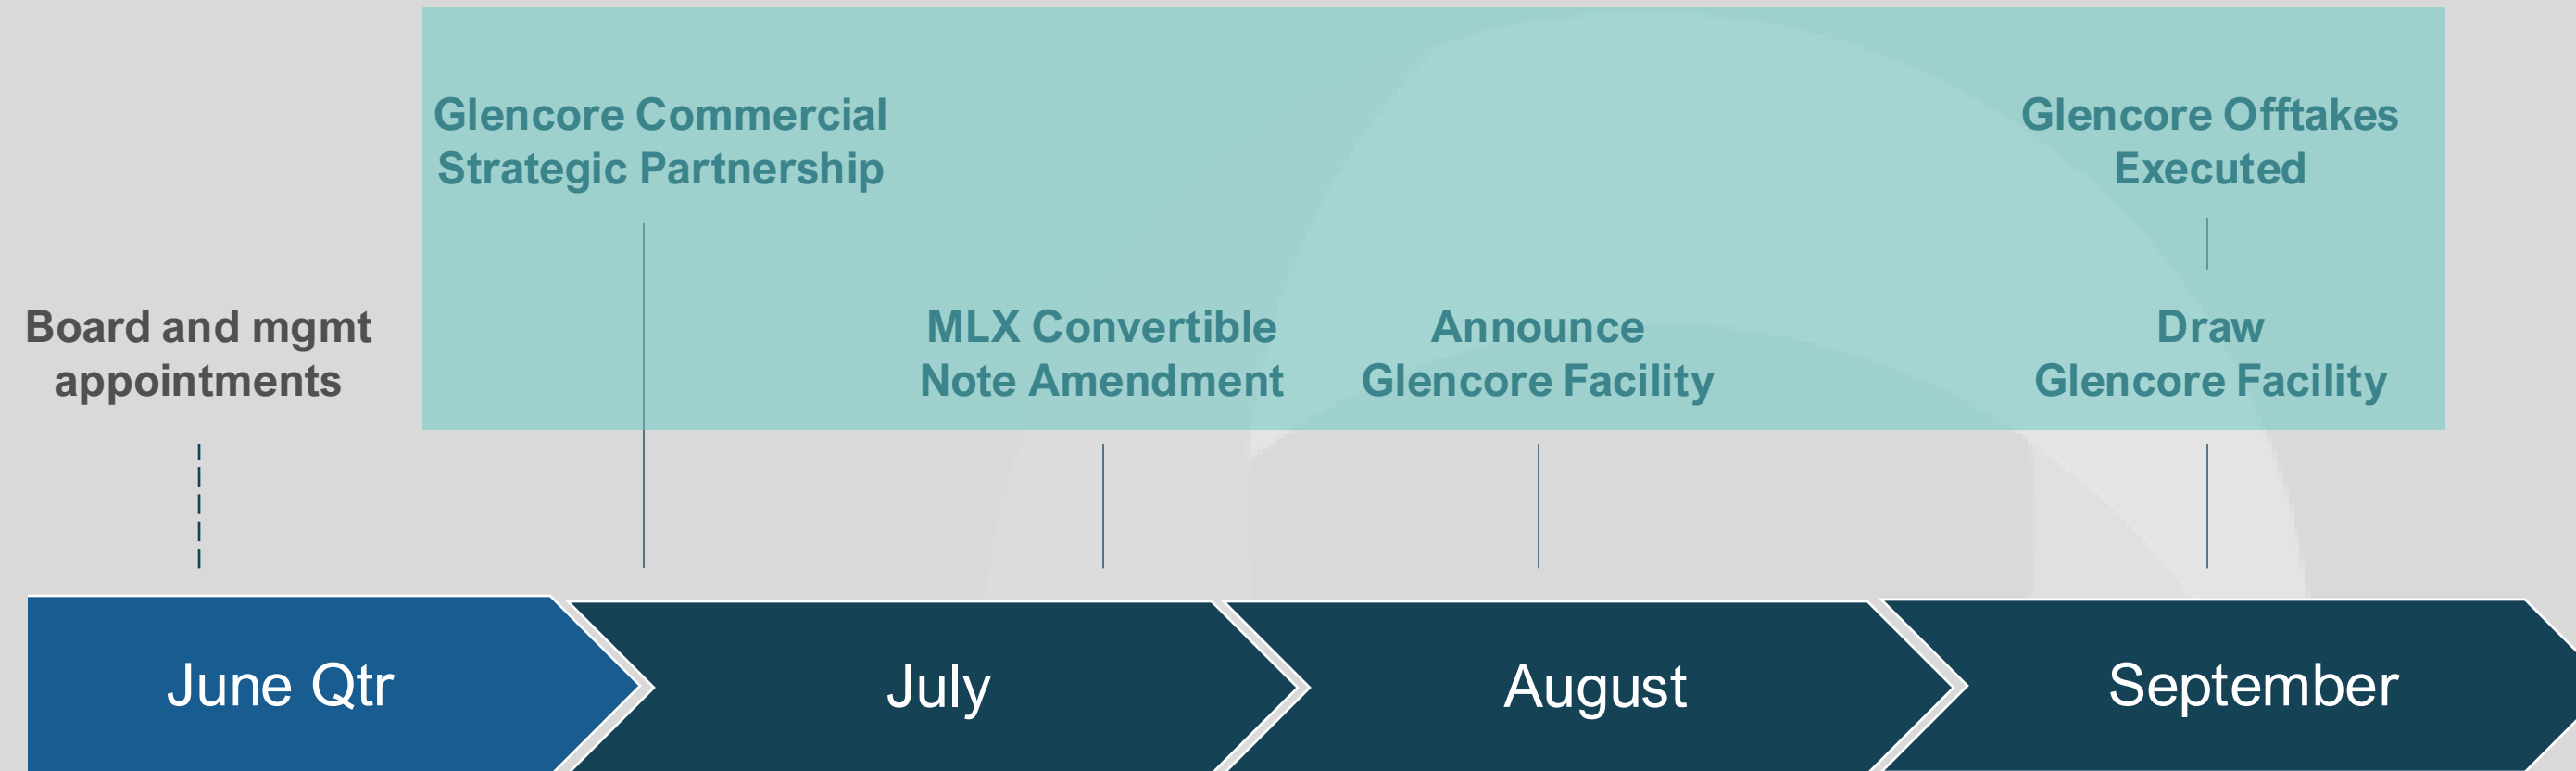 Glencore Commercial
Strategic Partnership
Glencore Offtakes
Executed
Board and mgmt
appointments
MLX Convertible
Note Amendment
Announce
Glencore Facility
Draw
Glencore Facility
June Qtr
July
August
September